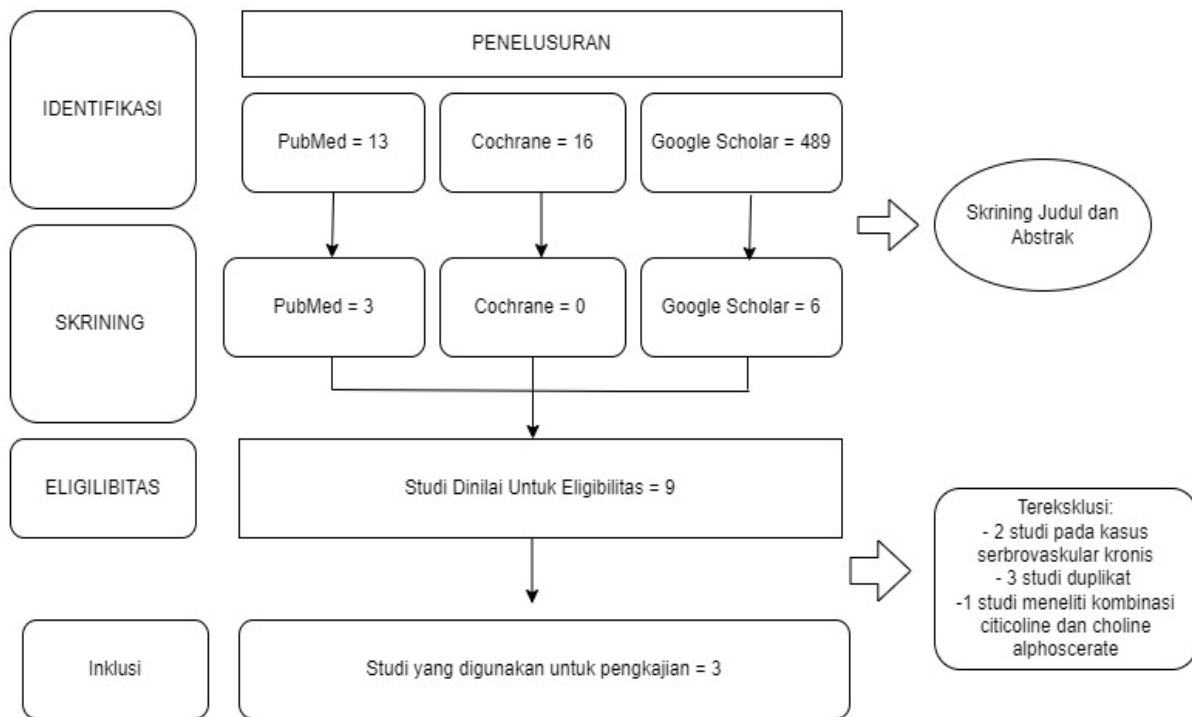 PENELUSURAN
IDENTIFIKASI
PubMed = 13
Cochrane = 16
Google Scholar = 489
Skrining Judul dan
Abstrak
SKRINING
PubMed = 3
Cochrane = 0
Google Scholar = 6
ELIGILIBITAS
Studi Dinilai Untuk Eligibilitas = 9
Tereksklusi:
- 2 studi pada kasus
serbrovaskular kronis
- 3 studi duplikat
-1 studi meneliti kombinasi
citicoline dan choline
alphoscerate
Inklusi
Studi yang digunakan untuk pengkajian = 3